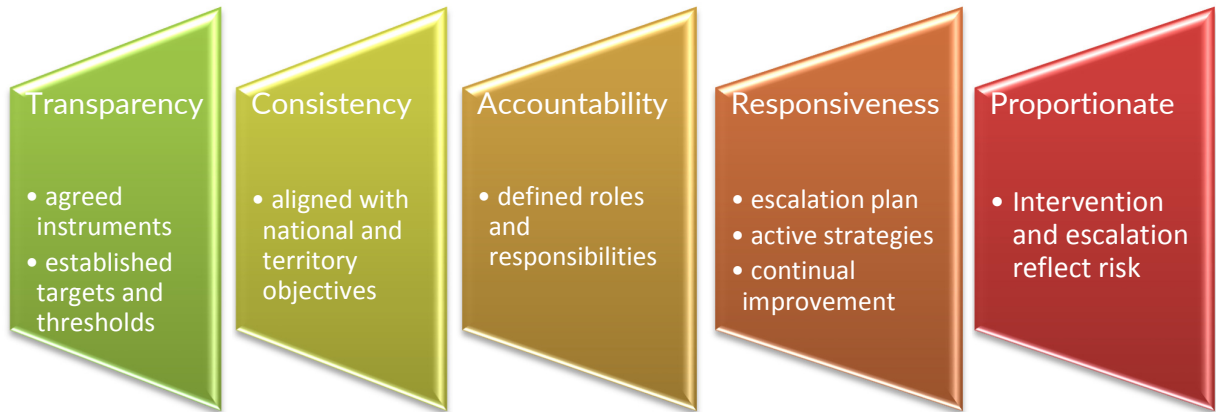 Transparency
• agreed
instruments
• established
targets and
thresholds
Consistency
• aligned with
national and
territory
objectives
Accountability
• defined roles
and
responsibilities
Responsiveness
• escalation plan
• active strategies
• continual
improvement
Proportionate
• Intervention
and escalation
reflect risk